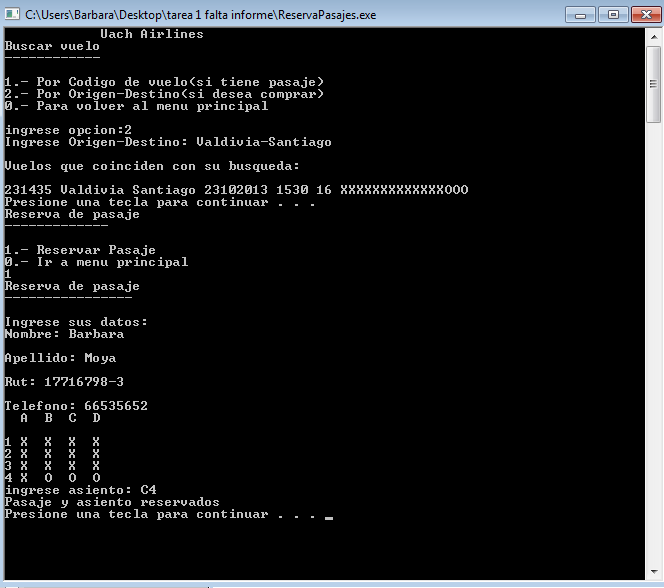 C:\Users\Barbara\Desktop\tarea 1 falta informe\ReservaPasajes.exe
Uach Airlines
Buscar vuelo
------------
1.- Por Codigo de vuelo(si tiene pasaje)
2.- Por Origen-Destino(si desea comprar)
0.- Para volver al menu principal
ingrese opcion:2
Ingrese Origen-Destino: Valdivia-Santiago
Vuelos que coinciden con su busqueda:
231435 Valdivia Santiago 23102013 1530 16 XXXXXXXXXXXXXOOO
Presione una tecla para continuar . . .
Reserva de pasaje
-------------
1.- Reservar Pasaje
0.- Ir a menu principal
1
Reserva de pasaje
----------------
Ingrese sus datos:
Nombre: Barbara
Apellido: Moya
Rut: 17716798-3
Telefono: 66535652
A B C D
1 X X X X
2 X X X X
3 X X X X
4 X O O O
ingrese asiento: C4
Pasaje y asiento reservados
Presione una tecla para continuar . . . _